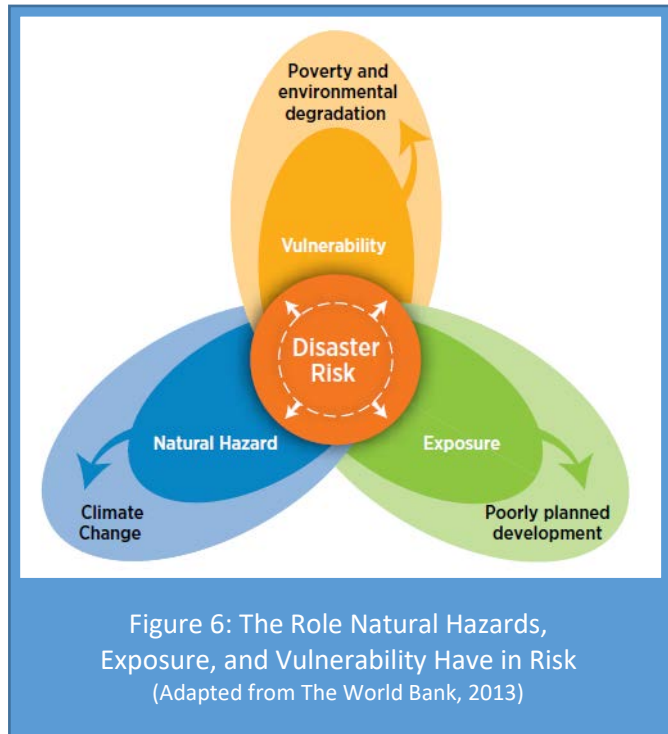 Poverty and
environmental
degradation
Vulnerability
Disaster
Risk
Natural Hazard
Exposure
Climate
Change
Poorly planned
development
Figure 6: The Role Natural Hazards,
Exposure, and Vulnerability Have in Risk
(Adapted from The World Bank, 2013)